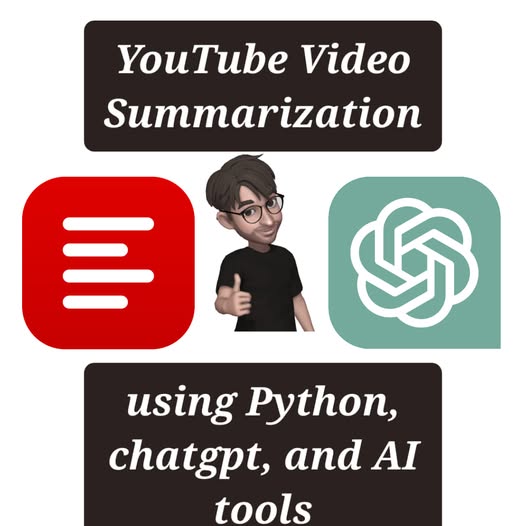 YouTube Video
Summarization
using Python,
chatgpt, and AI
tools